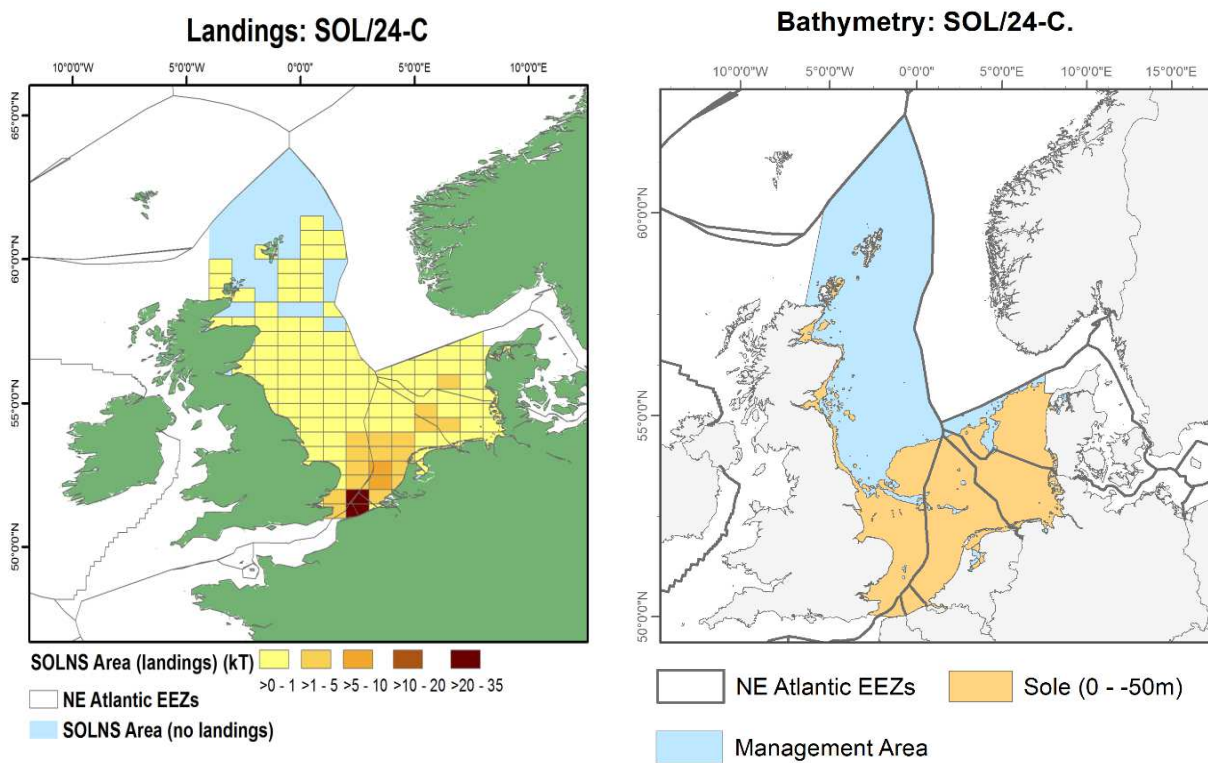 Landings: SOL/24-C
10°0'0"W 5°0'0"W 0°0'0" 5°0'0"E 10°0'0"E
65°0'0"N
60°0'0"N
55°0'0"N
50°0'0"N
SOLNS Area (landings) (kT)
>0 - 1 >1 - 5 >5 - 10 >10 - 20 >20 - 35
NE Atlantic EEZs
SOLNS Area (no landings)
Bathymetry: SOL/24-C.
10°0'0"W 5°0'0"W 0°0'0" 5°0'0"E 10°0'0"E 15°0'0"E
60°0'0"N
55°0'0"N
50°0'0"N
NE Atlantic EEZs Sole (0 - -50m)
Management Area